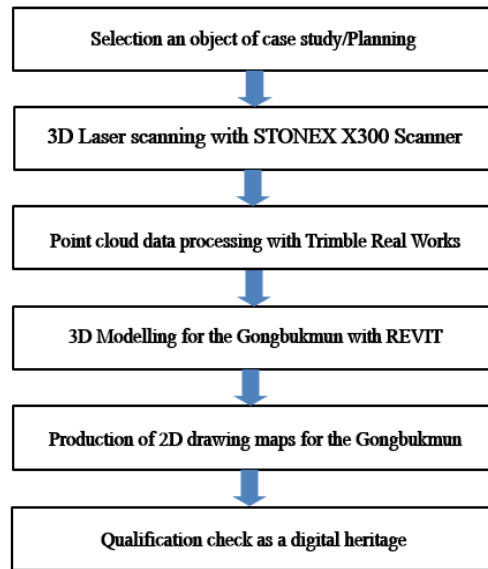 Selection an object of case study/Planning
3D Laser scanning with STONEX X300 Scanner
Point cloud data processing with Trimble Real Works
3D Modelling for the Gongbukmun with REVIT
Production of 2D drawing maps for the Gongbukmun
Qualification check as a digital heritage